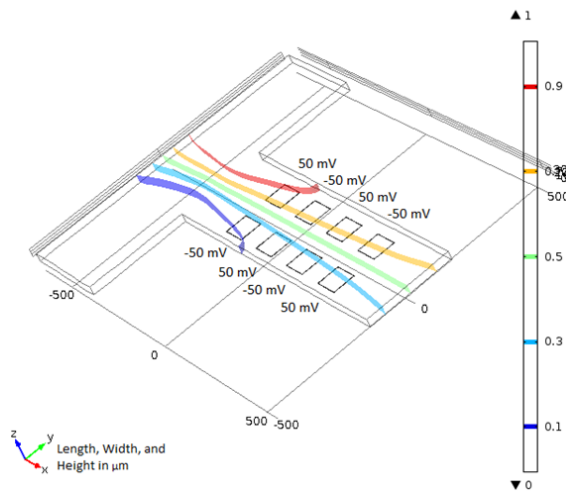 ▲ 1
0.9
0.5
0.3
0.1
▼ 0
500
50 mV
-50 mV
50 mV
-50 mV
-50 mV
50 mV
-50 mV
50 mV
-500
0
0
500
-500
z
y
x
Length, Width, and
Height in μm